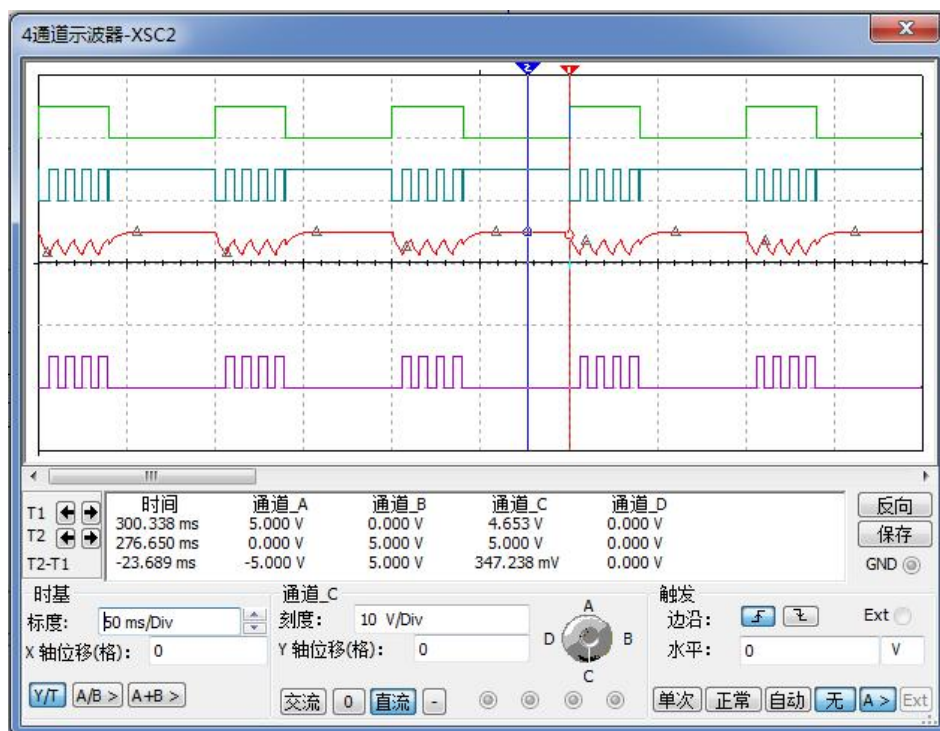 4通道示波器-XSC2
2 1
时间 通道_A 通道_B 通道_C 通道_D
T1 300.338 ms 5.000 V 0.000 V 4.653 V 0.000 V
T2 276.650 ms 0.000 V 5.000 V 5.000 V 0.000 V
T2-T1 -23.689 ms -5.000 V 5.000 V 347.238 mV 0.000 V
反向
保存
GND
时基
标度: 50 ms/Div
X 轴位移(格): 0
Y/T A/B > A+B >
通道_C
刻度: 10 V/Div
Y 轴位移(格): 0
A
D B
C
交流 0 直流 -
触发
边沿: Ext
水平: 0 V
单次 正常 自动 无 A > Ext